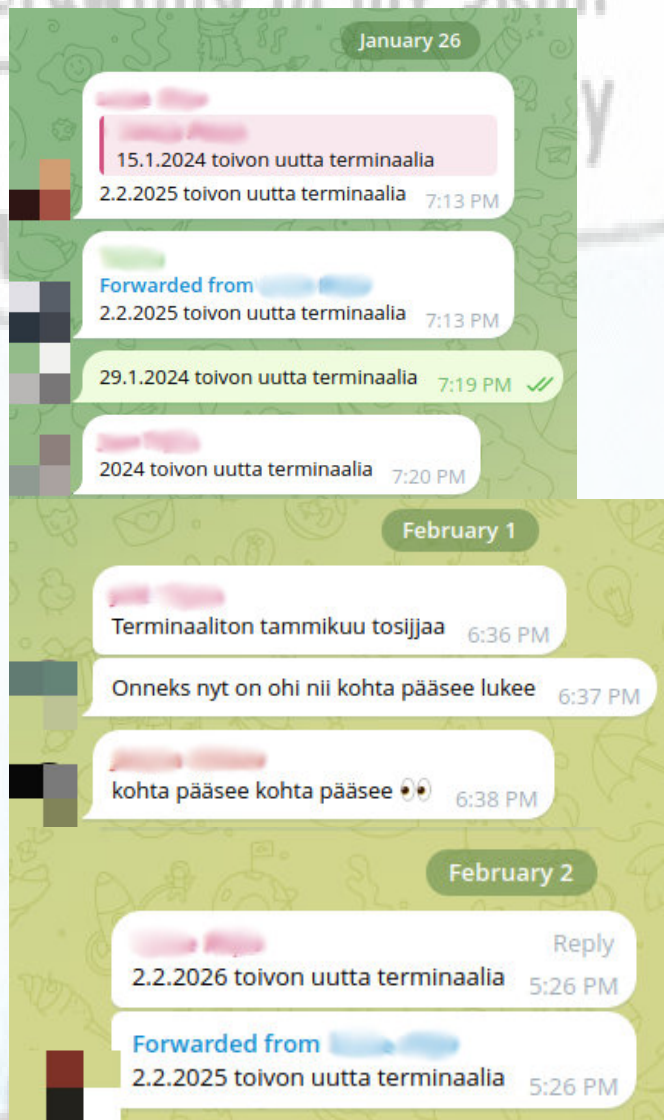 January 26
15.1.2024 toivon uutta terminaalia
2.2.2025 toivon uutta terminaalia 7:13 PM
Forwarded from
2.2.2025 toivon uutta terminaalia 7:13 PM
29.1.2024 toivon uutta terminaalia 7:19 PM
2024 toivon uutta terminaalia 7:20 PM
February 1
Terminaaliton tammikuu tosijjaa 6:36 PM
Onneks nyt on ohi nii kohta pääsee lukee 6:37 PM
kohta pääsee kohta pääsee 👀 6:38 PM
February 2
Reply
2.2.2026 toivon uutta terminaalia 5:26 PM
Forwarded from
2.2.2025 toivon uutta terminaalia 5:26 PM